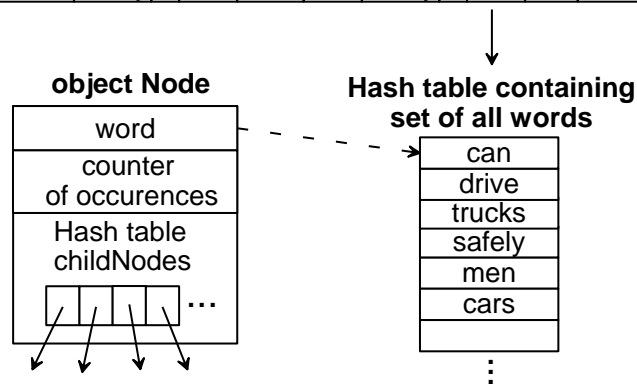 object Node
word
counter
of occurences
Hash table
childNodes
...
Hash table containing
set of all words
can
drive
trucks
safely
men
cars